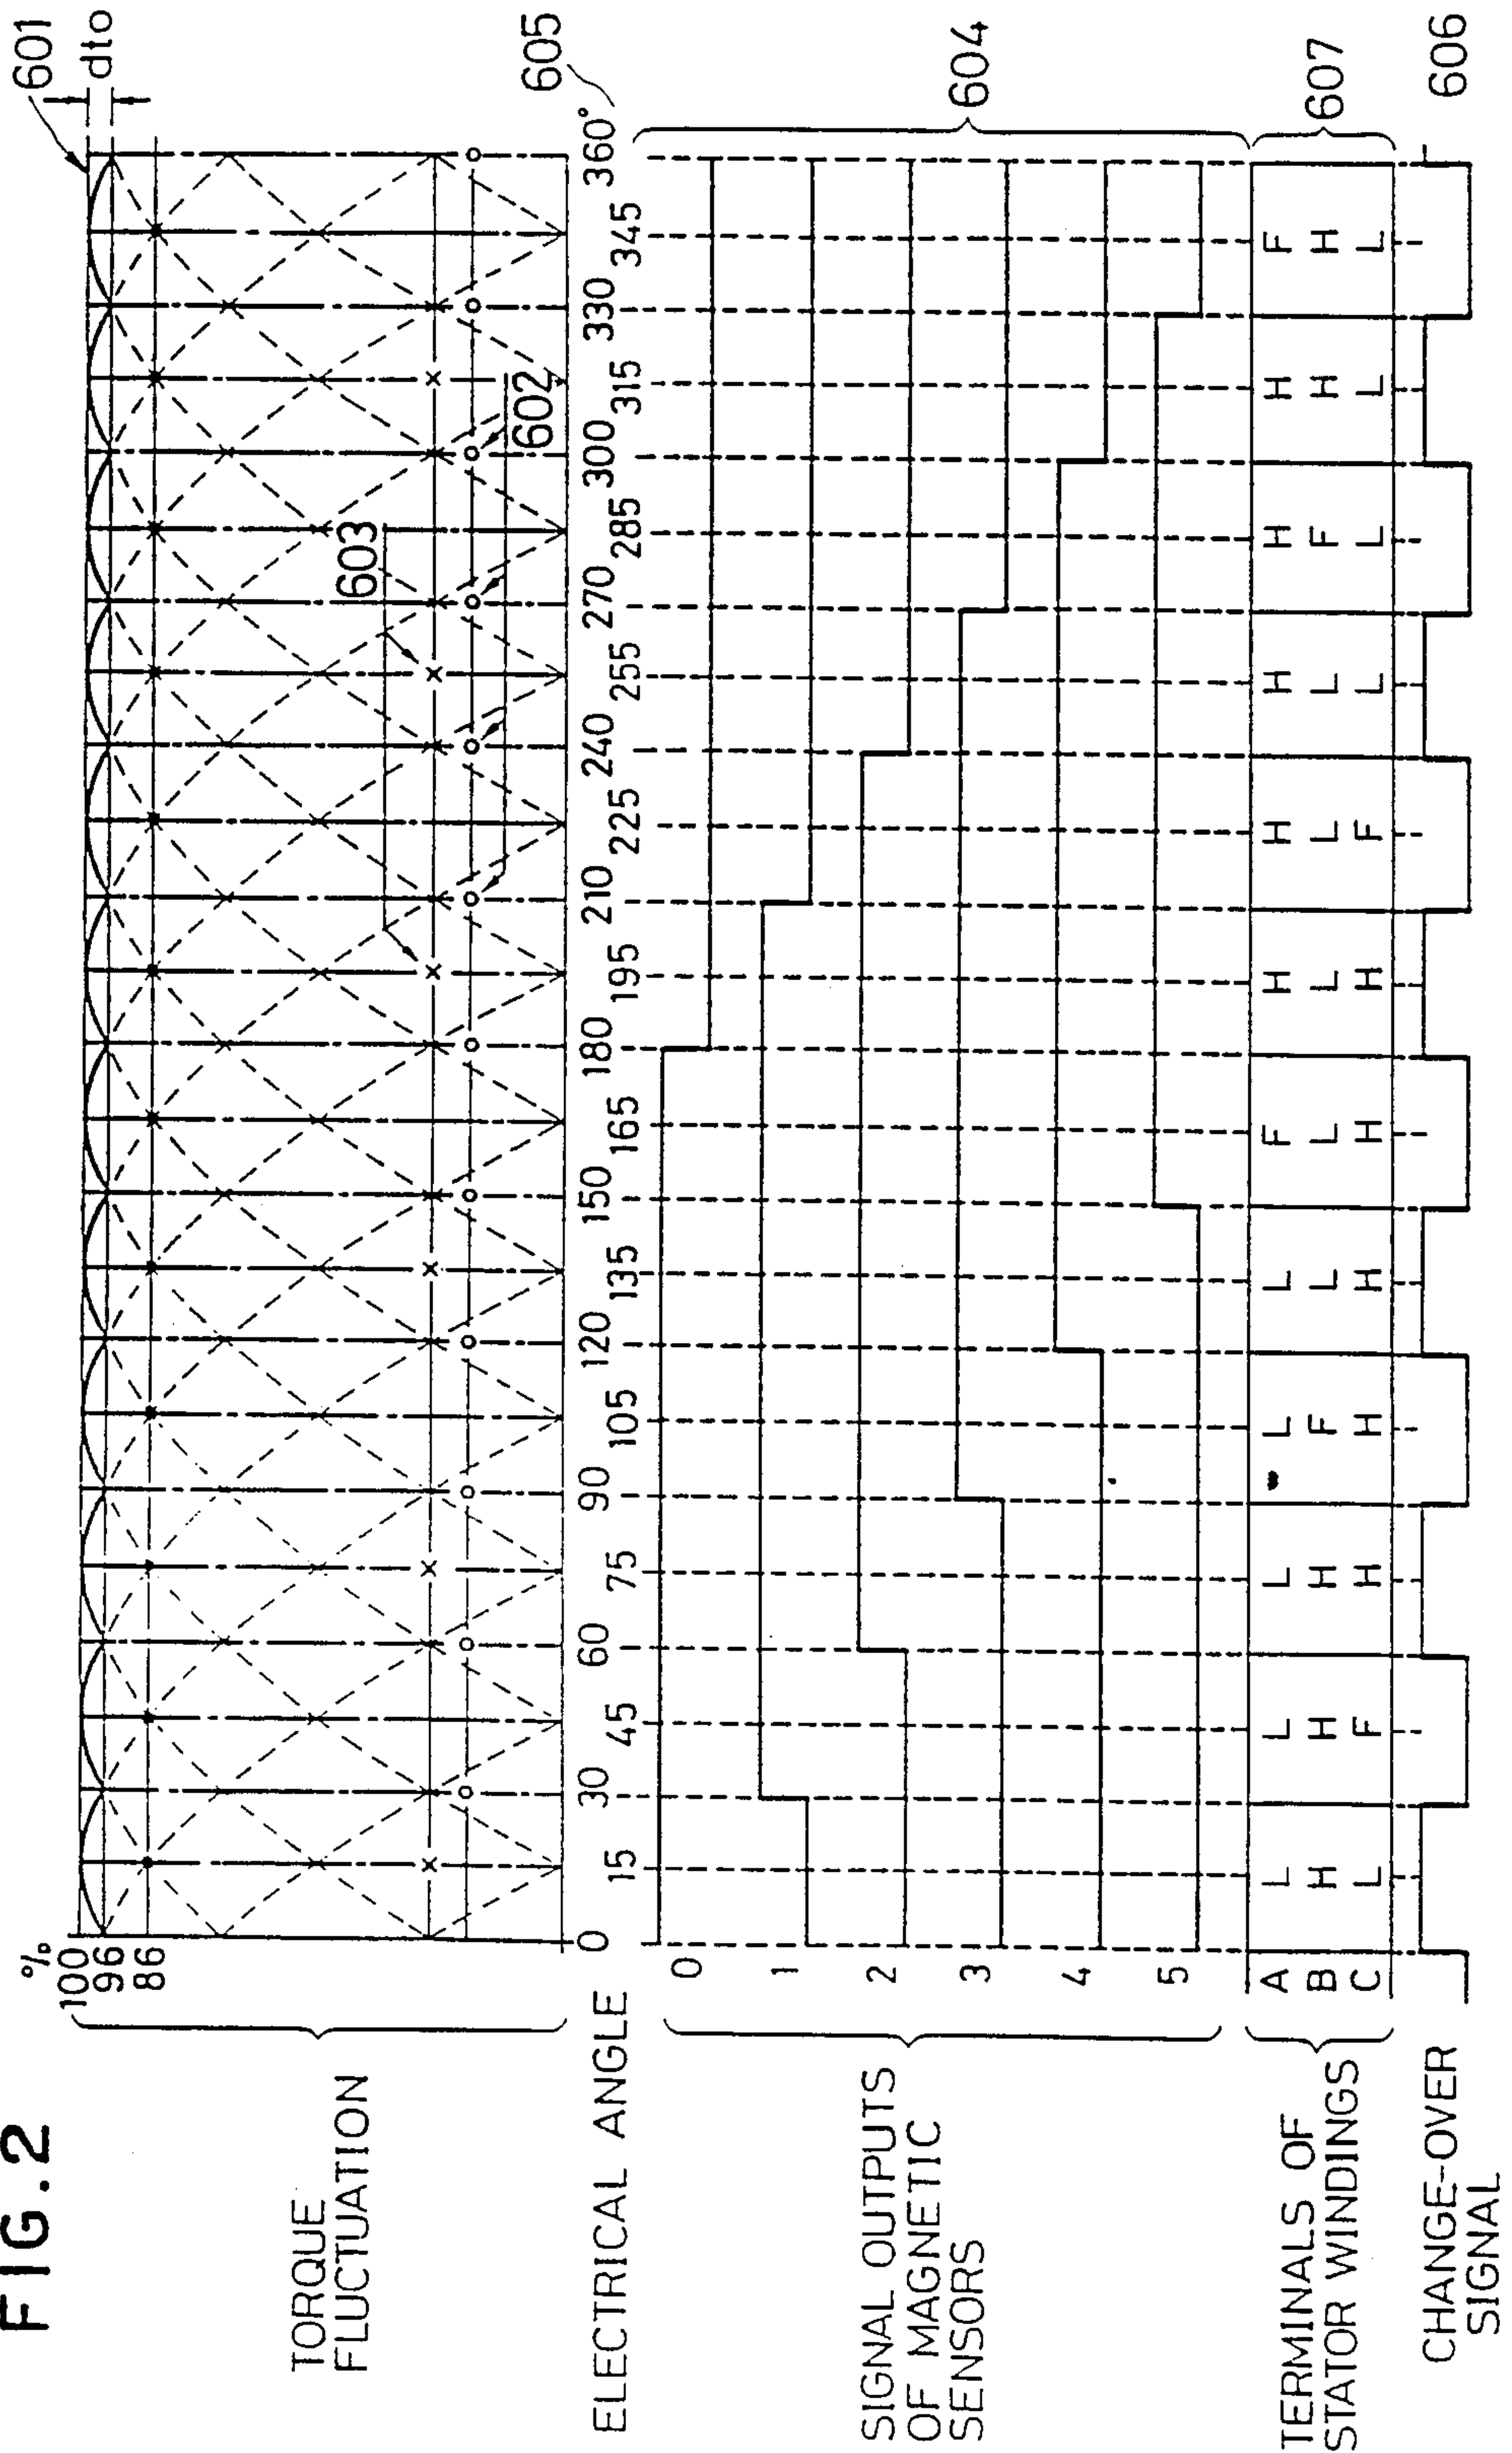 FIG.2
601
dto
%
100
96
86
TORQUE
FLUCTUATION
603
602
605
ELECTRICAL ANGLE
0 15 30 45 60 75 90 105 120 135 150 165 180 195 210 225 240 255 270 285 300 315 330 345 360°
SIGNAL OUTPUTS
OF MAGNETIC
SENSORS
0
1
2
3
4
5
604
TERMINALS OF
STATOR WINDINGS
A L L L L L F H H H H H F
B H H H F L L L L L F H H
C L F H H H H H F L L L L
607
CHANGE-OVER
SIGNAL
606